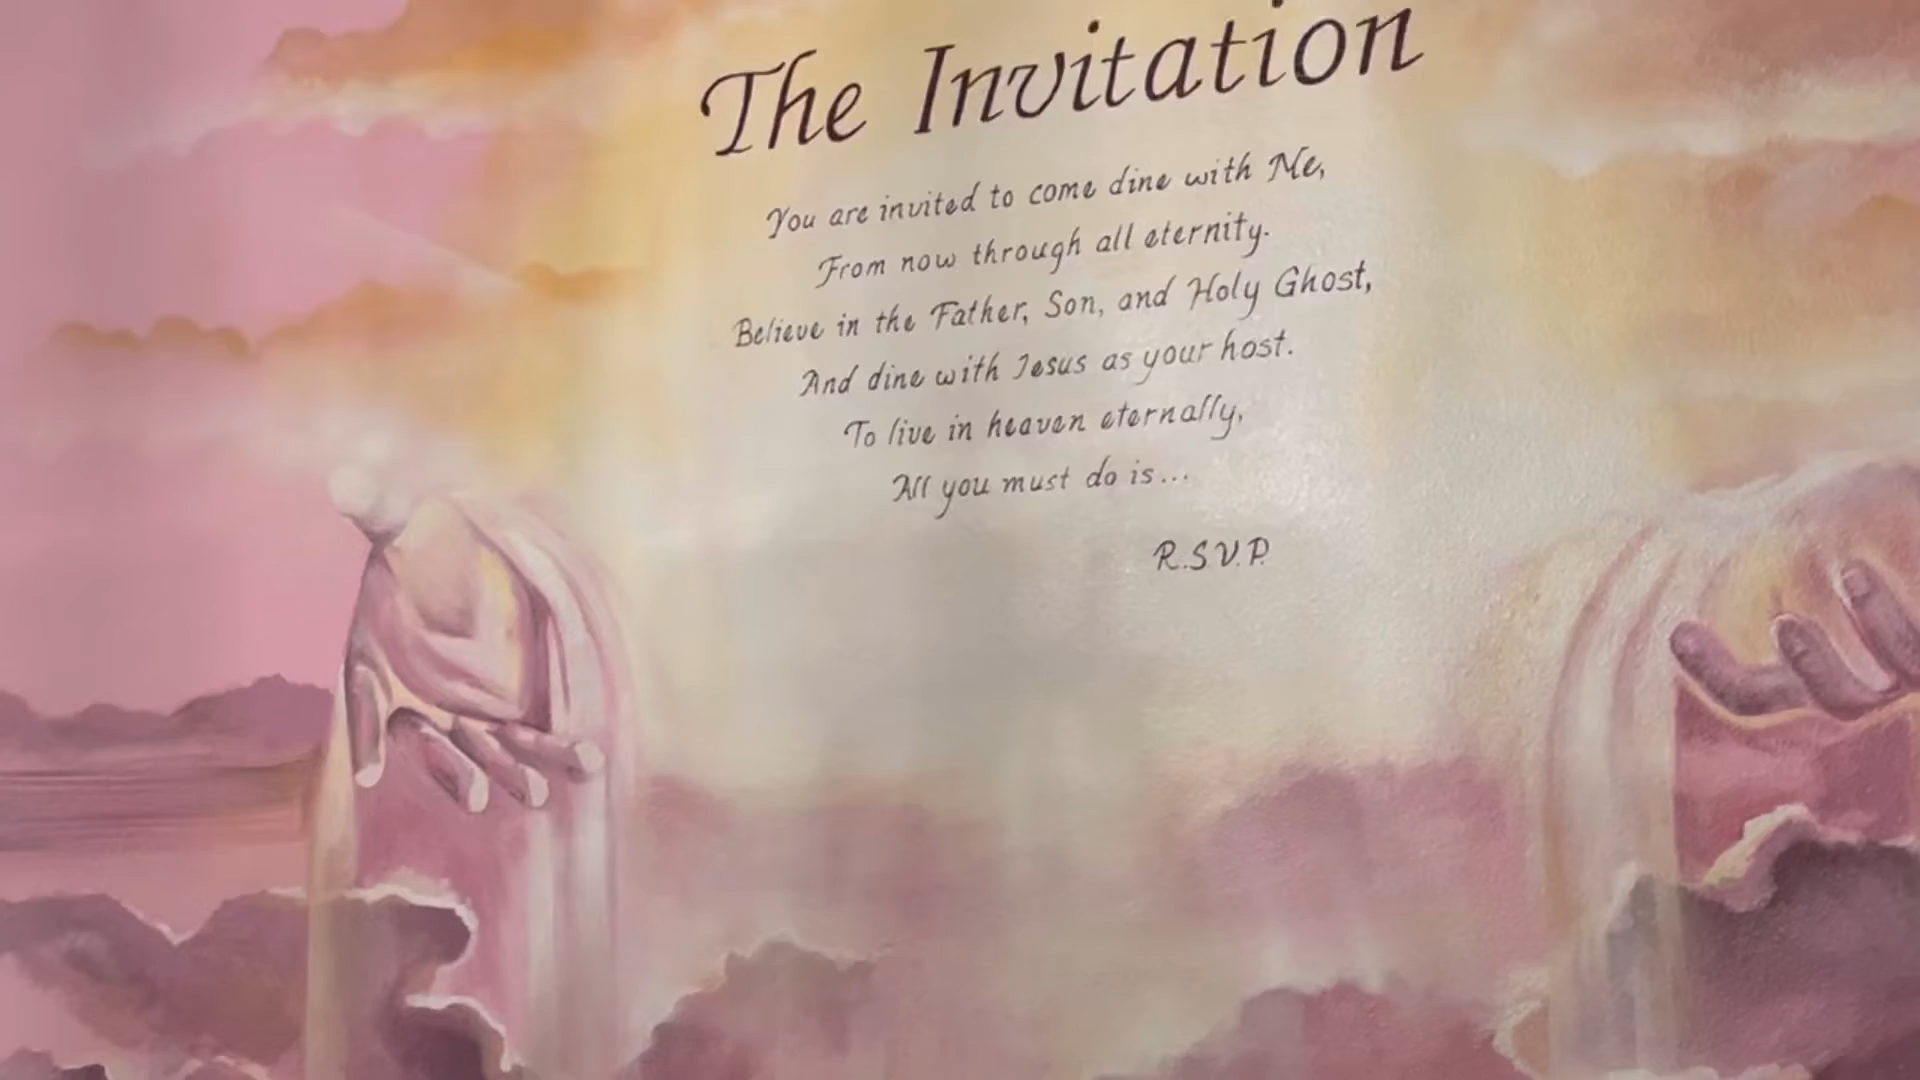 The Invitation
You are invited to come dine with Me,
From now through all eternity.
Believe in the Father, Son, and Holy Ghost,
And dine with Jesus as your host.
To live in heaven eternally,
All you must do is...
R.S.V.P.